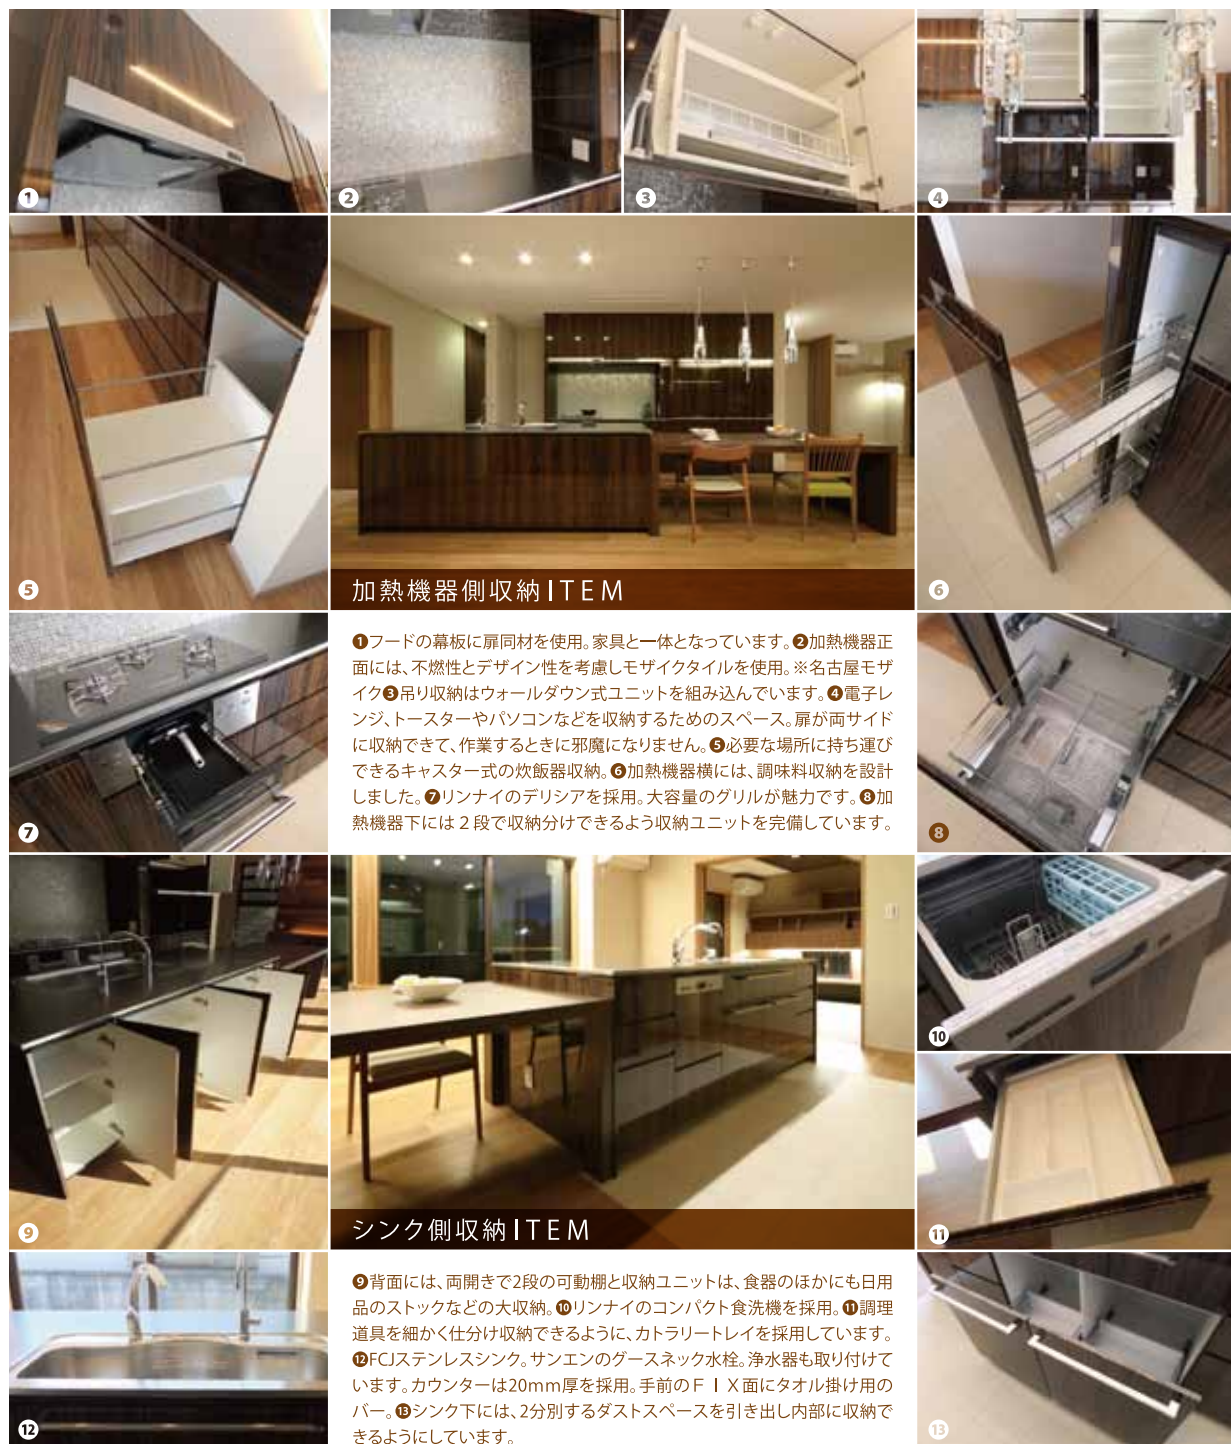 ❶
❷
❸
❹
❺
❻
加熱機器側収納ITEM
❶フードの幕板に扉同材を使用。家具と一体となっています。❷加熱機器正
面には、不燃性とデザイン性を考慮しモザイクタイルを使用。※名古屋モザ
イク❸吊り収納はウォールダウン式ユニットを組み込んでいます。❹電子レ
ンジ、トースターやパソコンなどを収納するためのスペース。扉が両サイド
に収納できて、作業するときに邪魔になりません。❺必要な場所に持ち運び
できるキャスター式の炊飯器収納。❻加熱機器横には、調味料収納を設計
しました。❼リンナイのデリシアを採用。大容量のグリルが魅力です。❽加
熱機器下には２段で収納分けできるよう収納ユニットを完備しています。
❼
❽
❾
❿
⓫
シンク側収納ITEM
❾背面には、両開きで2段の可動棚と収納ユニットは、食器のほかにも日用
品のストックなどの大収納。❿リンナイのコンパクト食洗機を採用。⓫調理
道具を細かく仕分け収納できるように、カトラリートレイを採用しています。
⓬FCJステンレスシンク。サンエンのグースネック水栓。浄水器も取り付けて
います。カウンターは20mm厚を採用。手前のＦＩＸ面にタオル掛け用の
バー。⓭シンク下には、2分別するダストスペースを引き出し内部に収納で
きるようにしています。
⓬
⓭